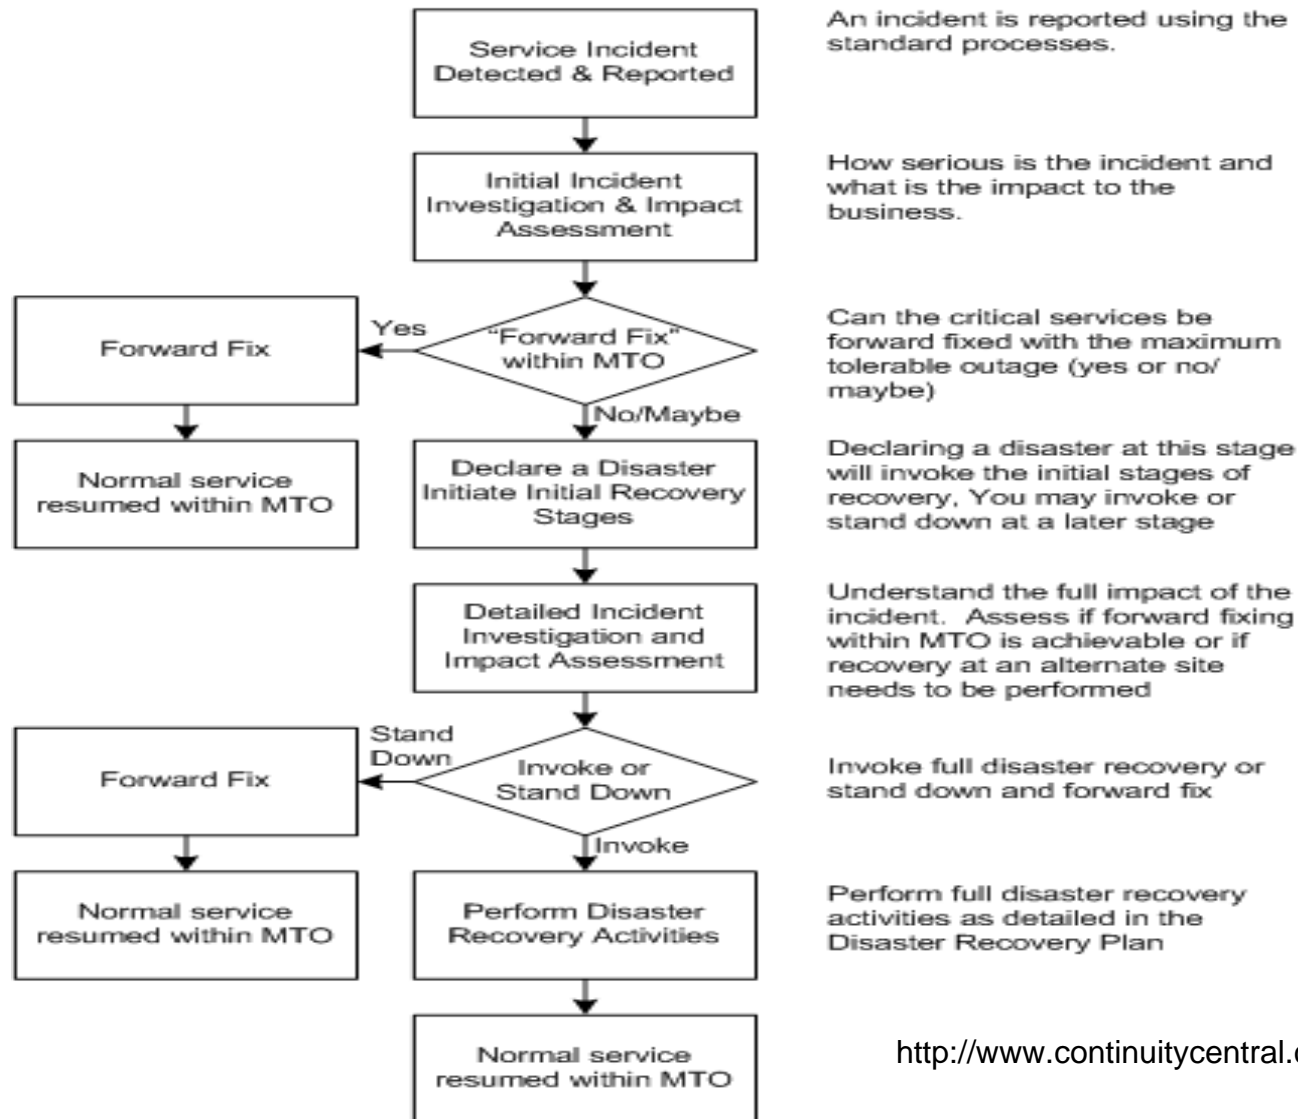 Service Incident
Detected & Reported
An incident is reported using the
standard processes.
Initial Incident
Investigation & Impact
Assessment
How serious is the incident and
what is the impact to the
business.
Forward Fix
Yes
"Forward Fix"
within MTO
Can the critical services be
forward fixed with the maximum
tolerable outage (yes or no/
maybe)
No/Maybe
Normal service
resumed within MTO
Declare a Disaster
Initiate Initial Recovery
Stages
Declaring a disaster at this stage
will invoke the initial stages of
recovery, You may invoke or
stand down at a later stage
Detailed Incident
Investigation and
Impact Assessment
Understand the full impact of the
incident. Assess if forward fixing
within MTO is achievable or if
recovery at an alternate site
needs to be performed
Forward Fix
Stand
Down
Invoke or
Stand Down
Invoke full disaster recovery or
stand down and forward fix
Invoke
Normal service
resumed within MTO
Perform Disaster
Recovery Activities
Perform full disaster recovery
activities as detailed in the
Disaster Recovery Plan
Normal service
resumed within MTO
http://www.continuitycentral.